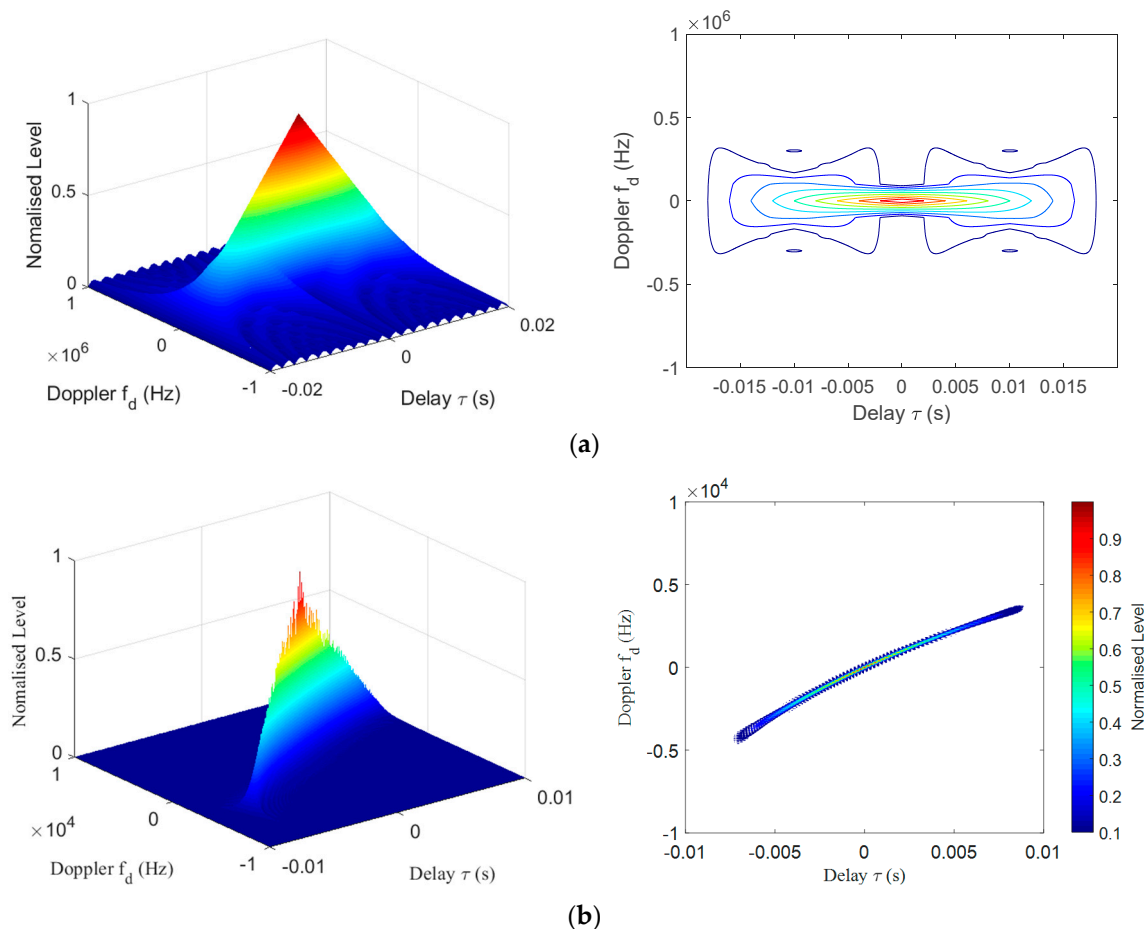 Nomalised Level
1
0.5
0
1
0
-1
×10^6
Doppler f_d (Hz)
-0.02
0
0.02
Delay τ (s)
×10^6
1
0.5
0
-0.5
-1
Doppler f_d (Hz)
-0.015 -0.01 -0.005 0 0.005 0.01 0.015
Delay τ (s)
(a)
Normalised Level
1
0.5
0
1
0
-1
×10^4
Doppler f_d (Hz)
-0.01
0
0.01
Delay τ (s)
×10^4
1
0.5
0
-0.5
-1
Doppler f_d (Hz)
-0.01 -0.005 0 0.005 0.01
Delay τ (s)
0.9
0.8
0.7
0.6
0.5
0.4
0.3
0.2
0.1
Normalised Level
(b)